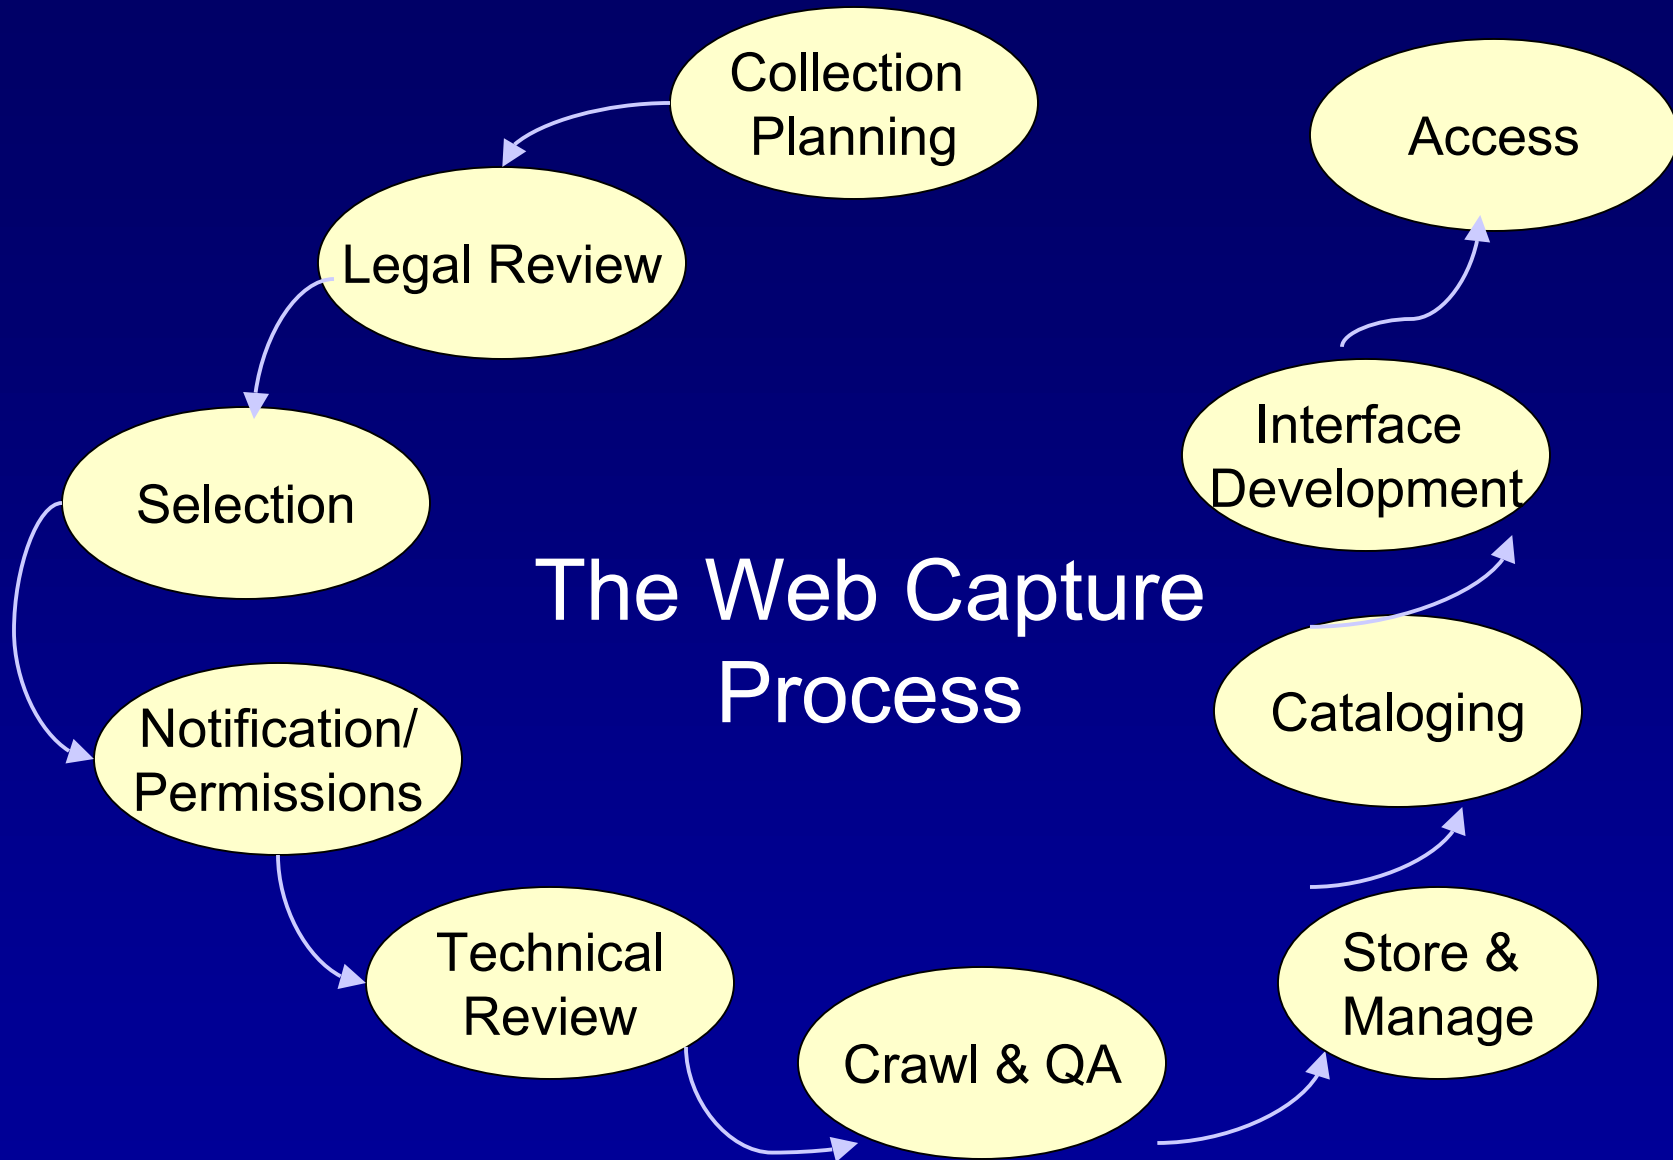 Collection
Planning
Legal Review
Selection
Notification/
Permissions
Technical
Review
Crawl & QA
Store &
Manage
Cataloging
Interface
Development
Access
The Web Capture
Process